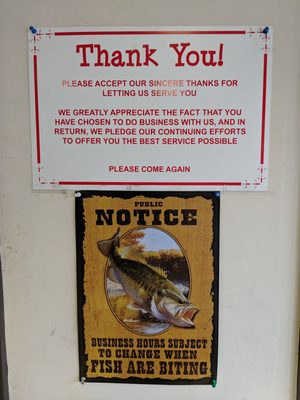 Thank You!
PLEASE ACCEPT OUR SINCERE THANKS FOR
LETTING US SERVE YOU
WE GREATLY APPRECIATE THE FACT THAT YOU
HAVE CHOSEN TO DO BUSINESS WITH US, AND IN
RETURN, WE PLEDGE OUR CONTINUING EFFORTS
TO OFFER YOU THE BEST SERVICE POSSIBLE
PLEASE COME AGAIN
PUBLIC
NOTICE
BUSINESS HOURS SUBJECT
TO CHANGE WHEN
FISH ARE BITING